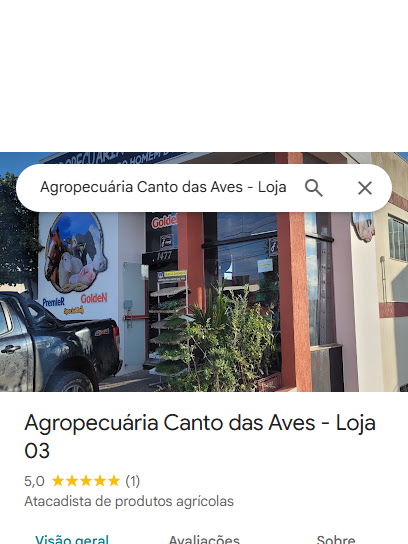 Agropecuária Canto das Aves - Loja
GoldeN
1477
PremieR GoldeN
Agropecuária Canto das Aves - Loja
03
5,0 (1)
Atacadista de produtos agrícolas
Visão geral Avaliações Sobre